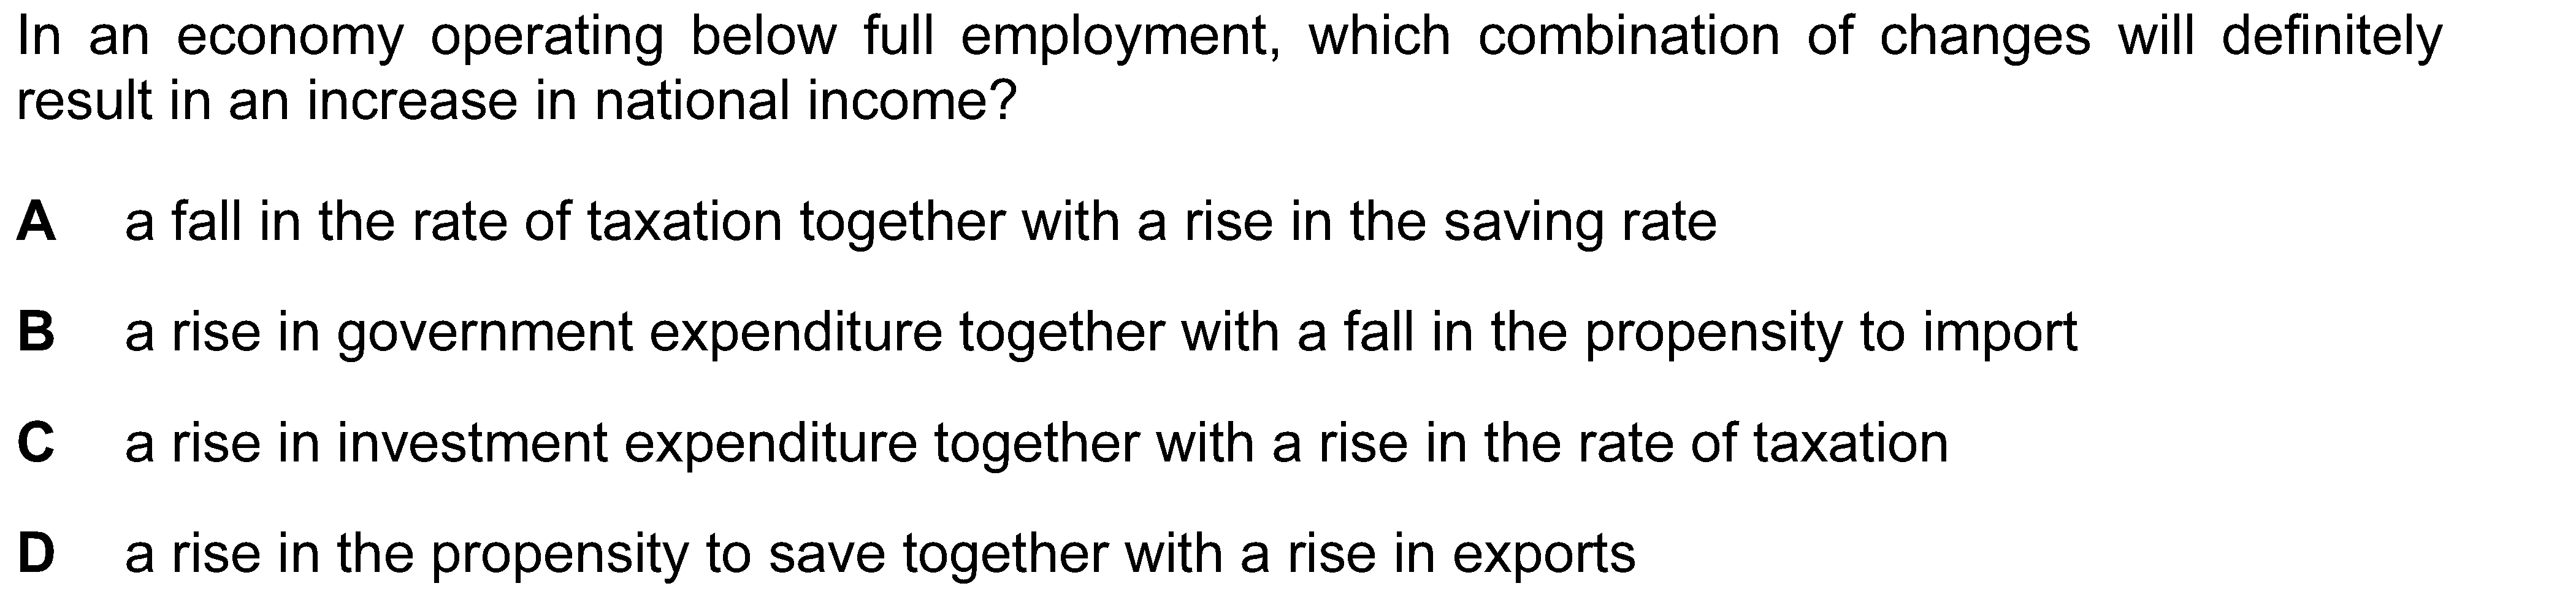 In an economy operating below full employment, which combination of changes will definitely
result in an increase in national income?
A a fall in the rate of taxation together with a rise in the saving rate
B a rise in government expenditure together with a fall in the propensity to import
C a rise in investment expenditure together with a rise in the rate of taxation
D a rise in the propensity to save together with a rise in exports